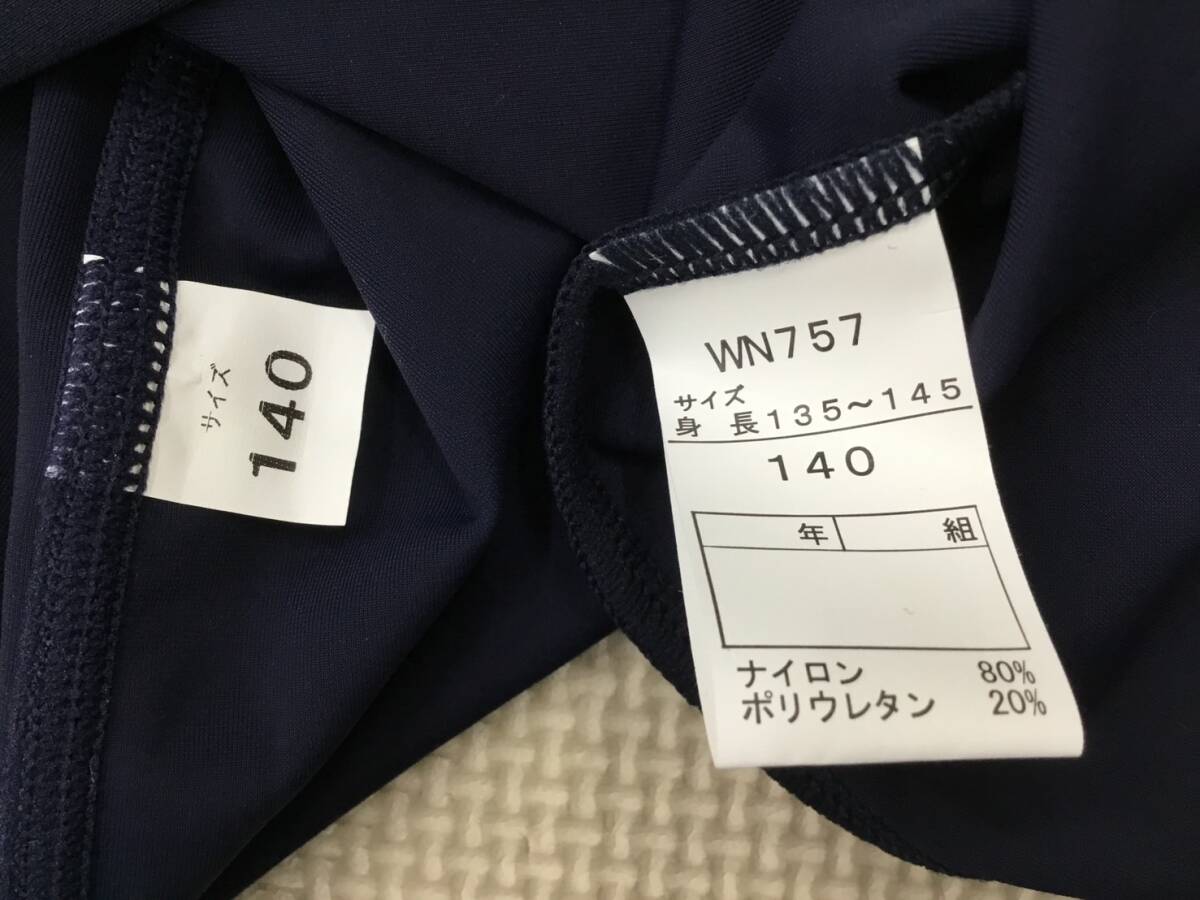 サイズ
140
WN757
サイズ
身 長135～145
140
年 組
ナイロン 80%
ポリウレタン 20%